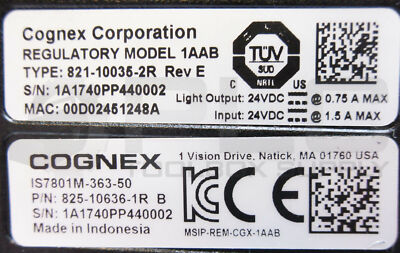 Cognex Corporation
REGULATORY MODEL 1AAB
TYPE: 821-10035-2R Rev E
S/N: 1A1740PP440002
MAC: 00D02451248A
TÜV
SÜD
NRTL
C US
Light Output: 24VDC @ 0.75 A MAX
Input: 24VDC @ 1.5 A MAX
COGNEX
1 Vision Drive, Natick, MA 01760 USA
IS7801M-363-50
P/N: 825-10636-1R B
S/N: 1A1740PP440002
Made in Indonesia
MSIP-REM-CGX-1AAB